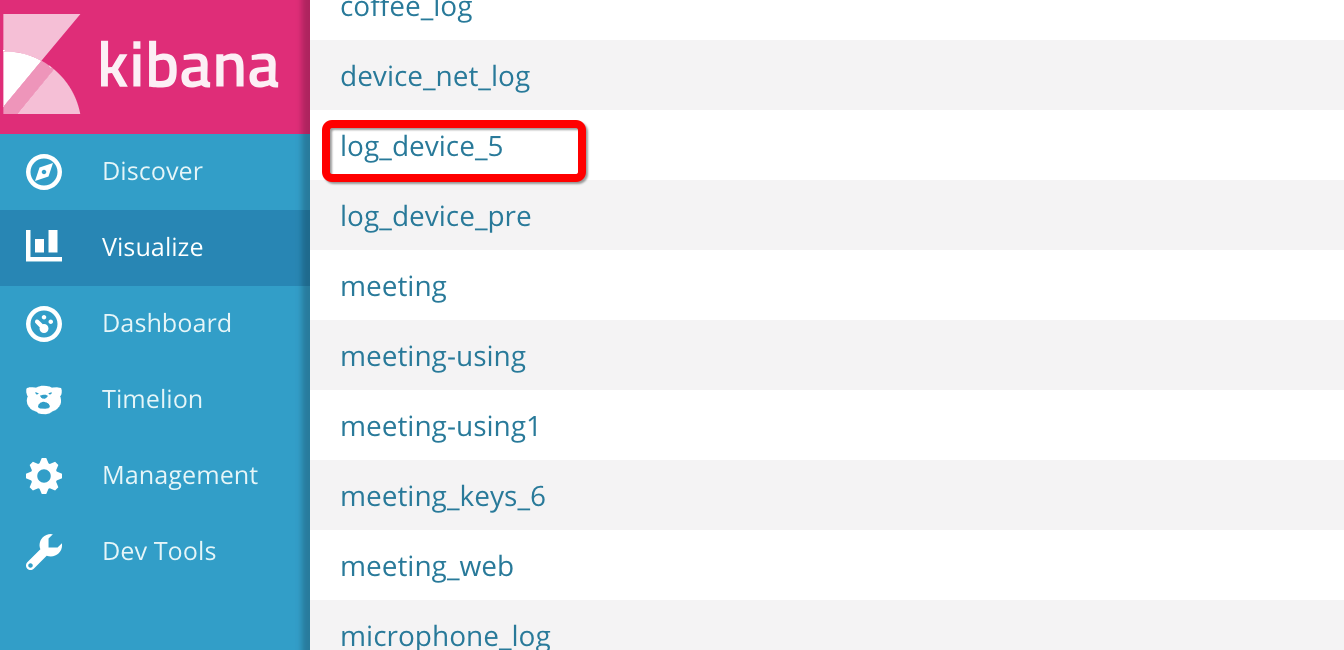 kibana
Discover
Visualize
Dashboard
Timelion
Management
Dev Tools
coffee_log
device_net_log
log_device_5
log_device_pre
meeting
meeting-using
meeting-using1
meeting_keys_6
meeting_web
microphone_log